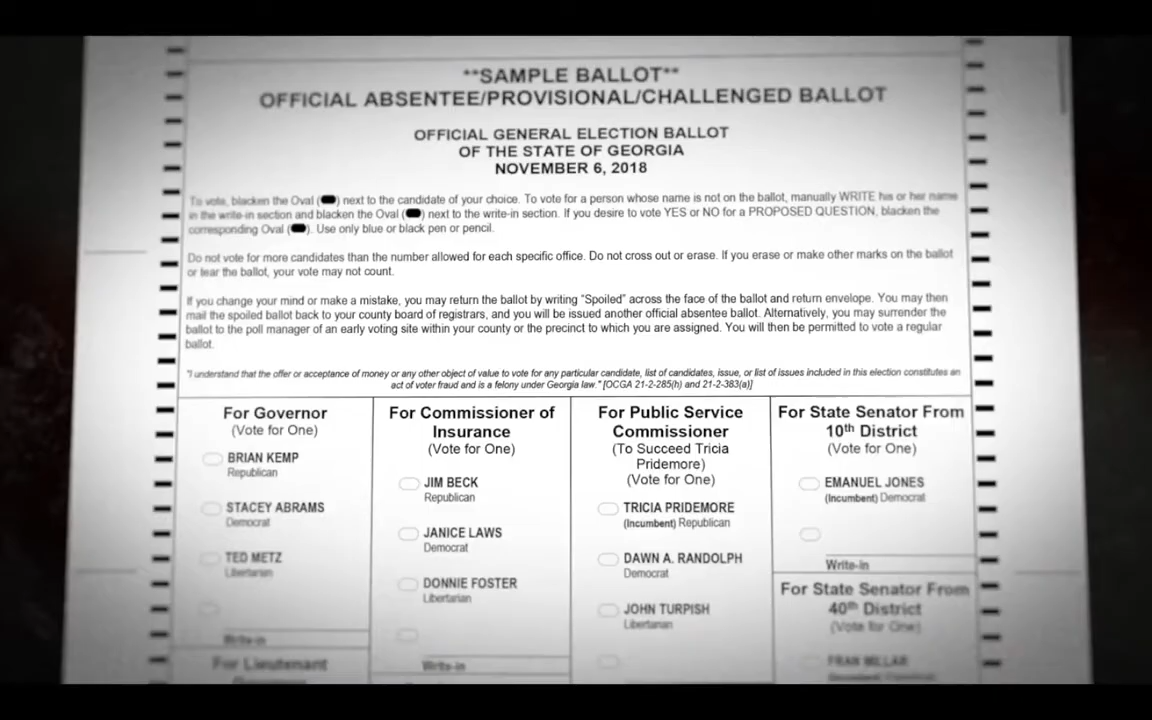 **SAMPLE BALLOT**
OFFICIAL ABSENTEE/PROVISIONAL/CHALLENGED BALLOT
OFFICIAL GENERAL ELECTION BALLOT
OF THE STATE OF GEORGIA
NOVEMBER 6, 2018
To vote, blacken the Oval ( ) next to the candidate of your choice. To vote for a person whose name is not on the ballot, manually WRITE his or her name
in the write-in section and blacken the Oval ( ) next to the write-in section. If you desire to vote YES or NO for a PROPOSED QUESTION, blacken the
corresponding Oval ( ). Use only blue or black pen or pencil.
Do not vote for more candidates than the number allowed for each specific office. Do not cross out or erase. If you erase or make other marks on the ballot
or tear the ballot, your vote may not count.
If you change your mind or make a mistake, you may return the ballot by writing "Spoiled" across the face of the ballot and return envelope. You may then
mail the spoiled ballot back to your county board of registrars, and you will be issued another official absentee ballot. Alternatively, you may surrender the
ballot to the poll manager of an early voting site within your county or the precinct to which you are assigned. You will then be permitted to vote a regular
ballot.
"I understand that the offer or acceptance of money or any other object of value to vote for any particular candidate, list of candidates, issue, or list of issues included in this election constitutes an
act of voter fraud and is a felony under Georgia law." [OCGA 21-2-285(h) and 21-2-383(a)]
For Governor
(Vote for One)
BRIAN KEMP
Republican
STACEY ABRAMS
Democrat
TED METZ
Libertarian
Write-in
For Lieutenant
For Commissioner of
Insurance
(Vote for One)
JIM BECK
Republican
JANICE LAWS
Democrat
DONNIE FOSTER
Libertarian
Write-in
For Public Service
Commissioner
(To Succeed Tricia
Pridemore)
(Vote for One)
TRICIA PRIDEMORE
(Incumbent) Republican
DAWN A. RANDOLPH
Democrat
JOHN TURPISH
Libertarian
For State Senator From
10th District
(Vote for One)
EMANUEL JONES
(Incumbent) Democrat
Write-in
For State Senator From
40th District
(Vote for One)
FRAN MILLAR